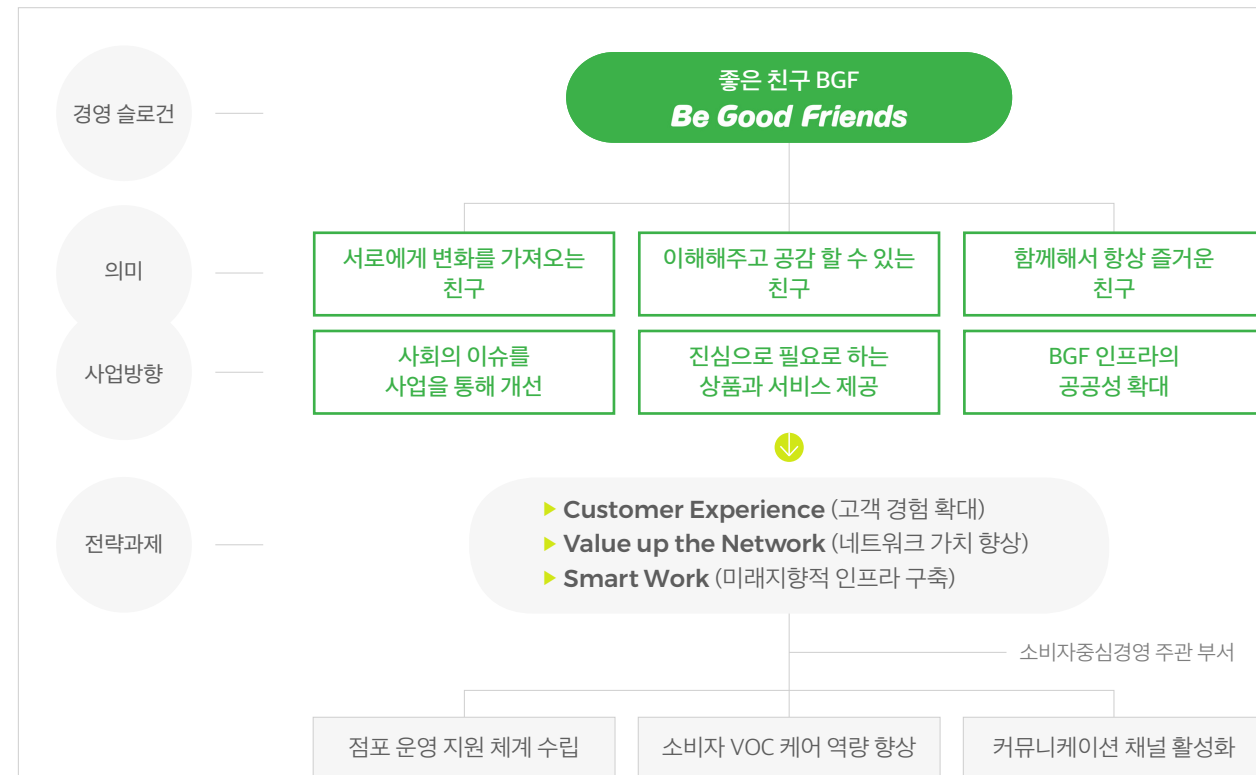 경영 슬로건
좋은 친구 BGF
Be Good Friends
의미
서로에게 변화를 가져오는
친구
이해해주고 공감 할 수 있는
친구
함께해서 항상 즐거운
친구
사업방향
사회의 이슈를
사업을 통해 개선
진심으로 필요로 하는
상품과 서비스 제공
BGF 인프라의
공공성 확대
전략과제
Customer Experience (고객 경험 확대)
Value up the Network (네트워크 가치 향상)
Smart Work (미래지향적 인프라 구축)
소비자중심경영 주관 부서
점포 운영 지원 체계 수립
소비자 VOC 케어 역량 향상
커뮤니케이션 채널 활성화